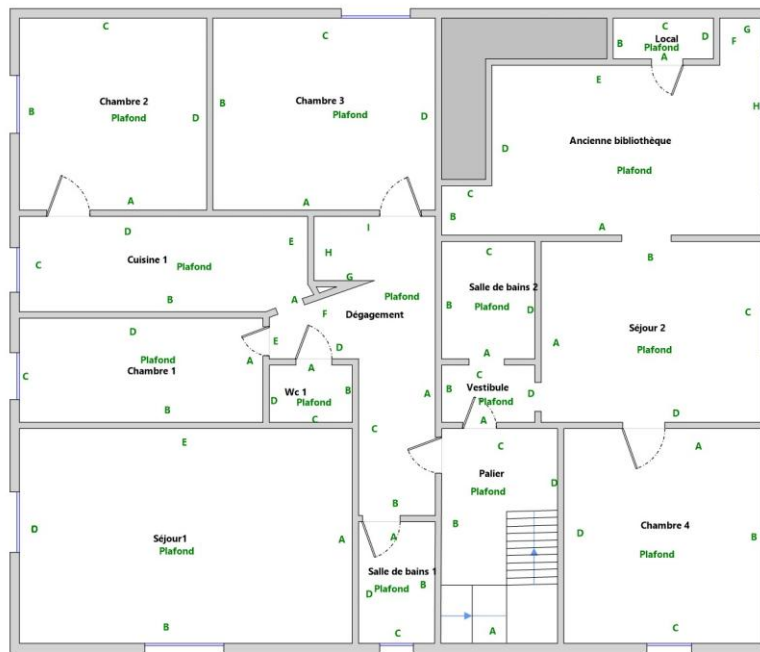 C
C
C
G
B
Local
D
F
Plafond
A
E
Chambre 2
Chambre 3
B
B
H
Plafond
D
Plafond
D
Ancienne bibliothèque
D
Plafond
C
A
A
B
A
D
I
E
H
C
B
Cuisine 1
C
Plafond
G
Salle de bains 2
Plafond
A
B
B
Plafond
D
C
F
Dégagement
Séjour 2
D
E
A
Plafond
D
A
Plafond
A
A
C
Chambre 1
C
B
Vestibule
D
Wc 1
B
D
Plafond
Plafond
B
A
A
D
C
C
E
C
A
Palier
D
Plafond
B
Chambre 4
D
Séjour1
A
A
D
B
Plafond
Plafond
B
Salle de bains 1
B
Plafond
D
B
C
A
C